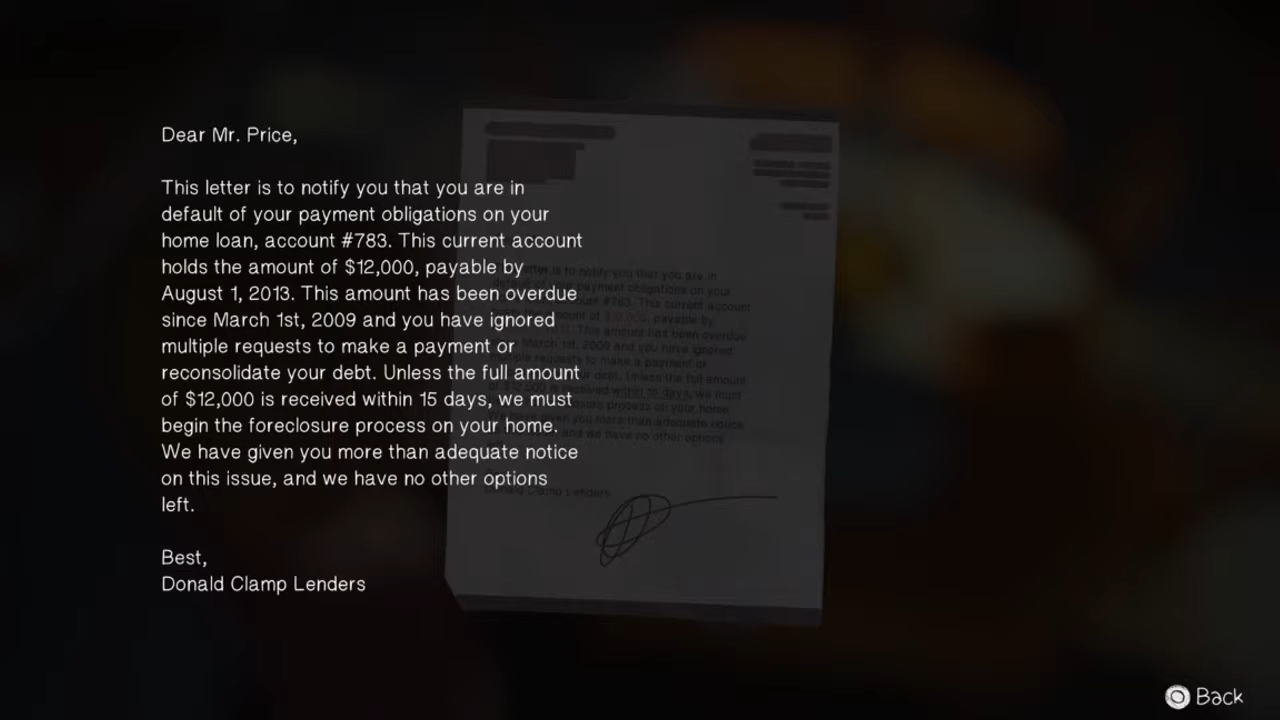 Dear Mr. Price,
This letter is to notify you that you are in
default of your payment obligations on your
home loan, account #783. This current account
holds the amount of $12,000, payable by
August 1, 2013. This amount has been overdue
since March 1st, 2009 and you have ignored
multiple requests to make a payment or
reconsolidate your debt. Unless the full amount
of $12,000 is received within 15 days, we must
begin the foreclosure process on your home.
We have given you more than adequate notice
on this issue, and we have no other options
left.
Best,
Donald Clamp Lenders
Back